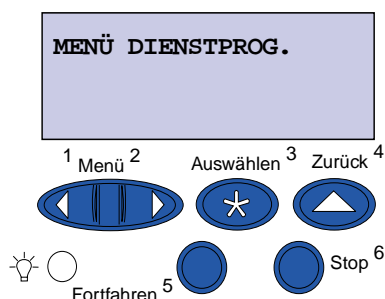 MENÜ DIENSTPROG.
1 Menü 2
Auswählen 3
Zurück 4
Fortfahren 5
Stop 6